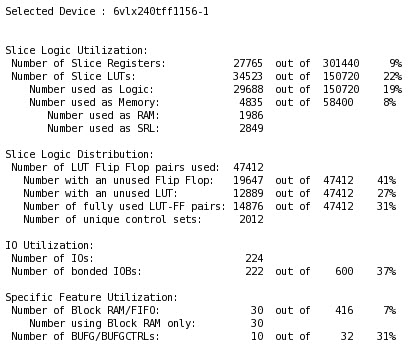 Selected Device : 6vlx240tff1156-1
Slice Logic Utilization:
Number of Slice Registers: 27765 out of 301440 9%
Number of Slice LUTs: 34523 out of 150720 22%
Number used as Logic: 29688 out of 150720 19%
Number used as Memory: 4835 out of 58400 8%
Number used as RAM: 1986
Number used as SRL: 2849
Slice Logic Distribution:
Number of LUT Flip Flop pairs used: 47412
Number with an unused Flip Flop: 19647 out of 47412 41%
Number with an unused LUT: 12889 out of 47412 27%
Number of fully used LUT-FF pairs: 14876 out of 47412 31%
Number of unique control sets: 2012
IO Utilization:
Number of IOs: 224
Number of bonded IOBs: 222 out of 600 37%
Specific Feature Utilization:
Number of Block RAM/FIFO: 30 out of 416 7%
Number using Block RAM only: 30
Number of BUFG/BUFGCTRLs: 10 out of 32 31%